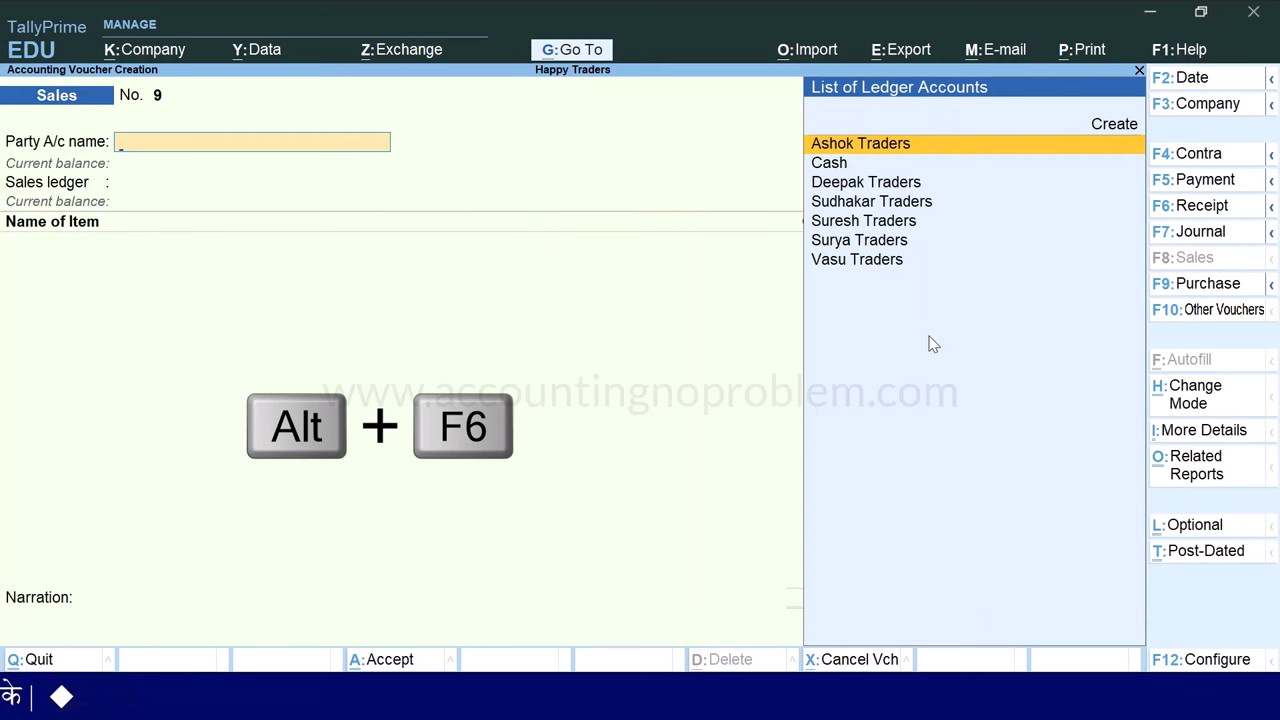 TallyPrime
EDU
MANAGE
K:Company
Y:Data
Z:Exchange
G:Go To
O:Import
E:Export
M:E-mail
P:Print
F1:Help
Accounting Voucher Creation
Happy Traders
Sales
No. 9
Party A/c name:
Current balance:
Sales ledger :
Current balance:
Name of Item
List of Ledger Accounts
Create
Ashok Traders
Cash
Deepak Traders
Sudhakar Traders
Suresh Traders
Surya Traders
Vasu Traders
www.accountingnoproblem.com
Alt + F6
Narration:
F2:Date
F3:Company
F4:Contra
F5:Payment
F6:Receipt
F7:Journal
F8:Sales
F9:Purchase
F10:Other Vouchers
F:Autofill
H:Change
Mode
I:More Details
O:Related
Reports
L:Optional
T:Post-Dated
Q:Quit
A:Accept
D:Delete
X:Cancel Vch
F12:Configure
के